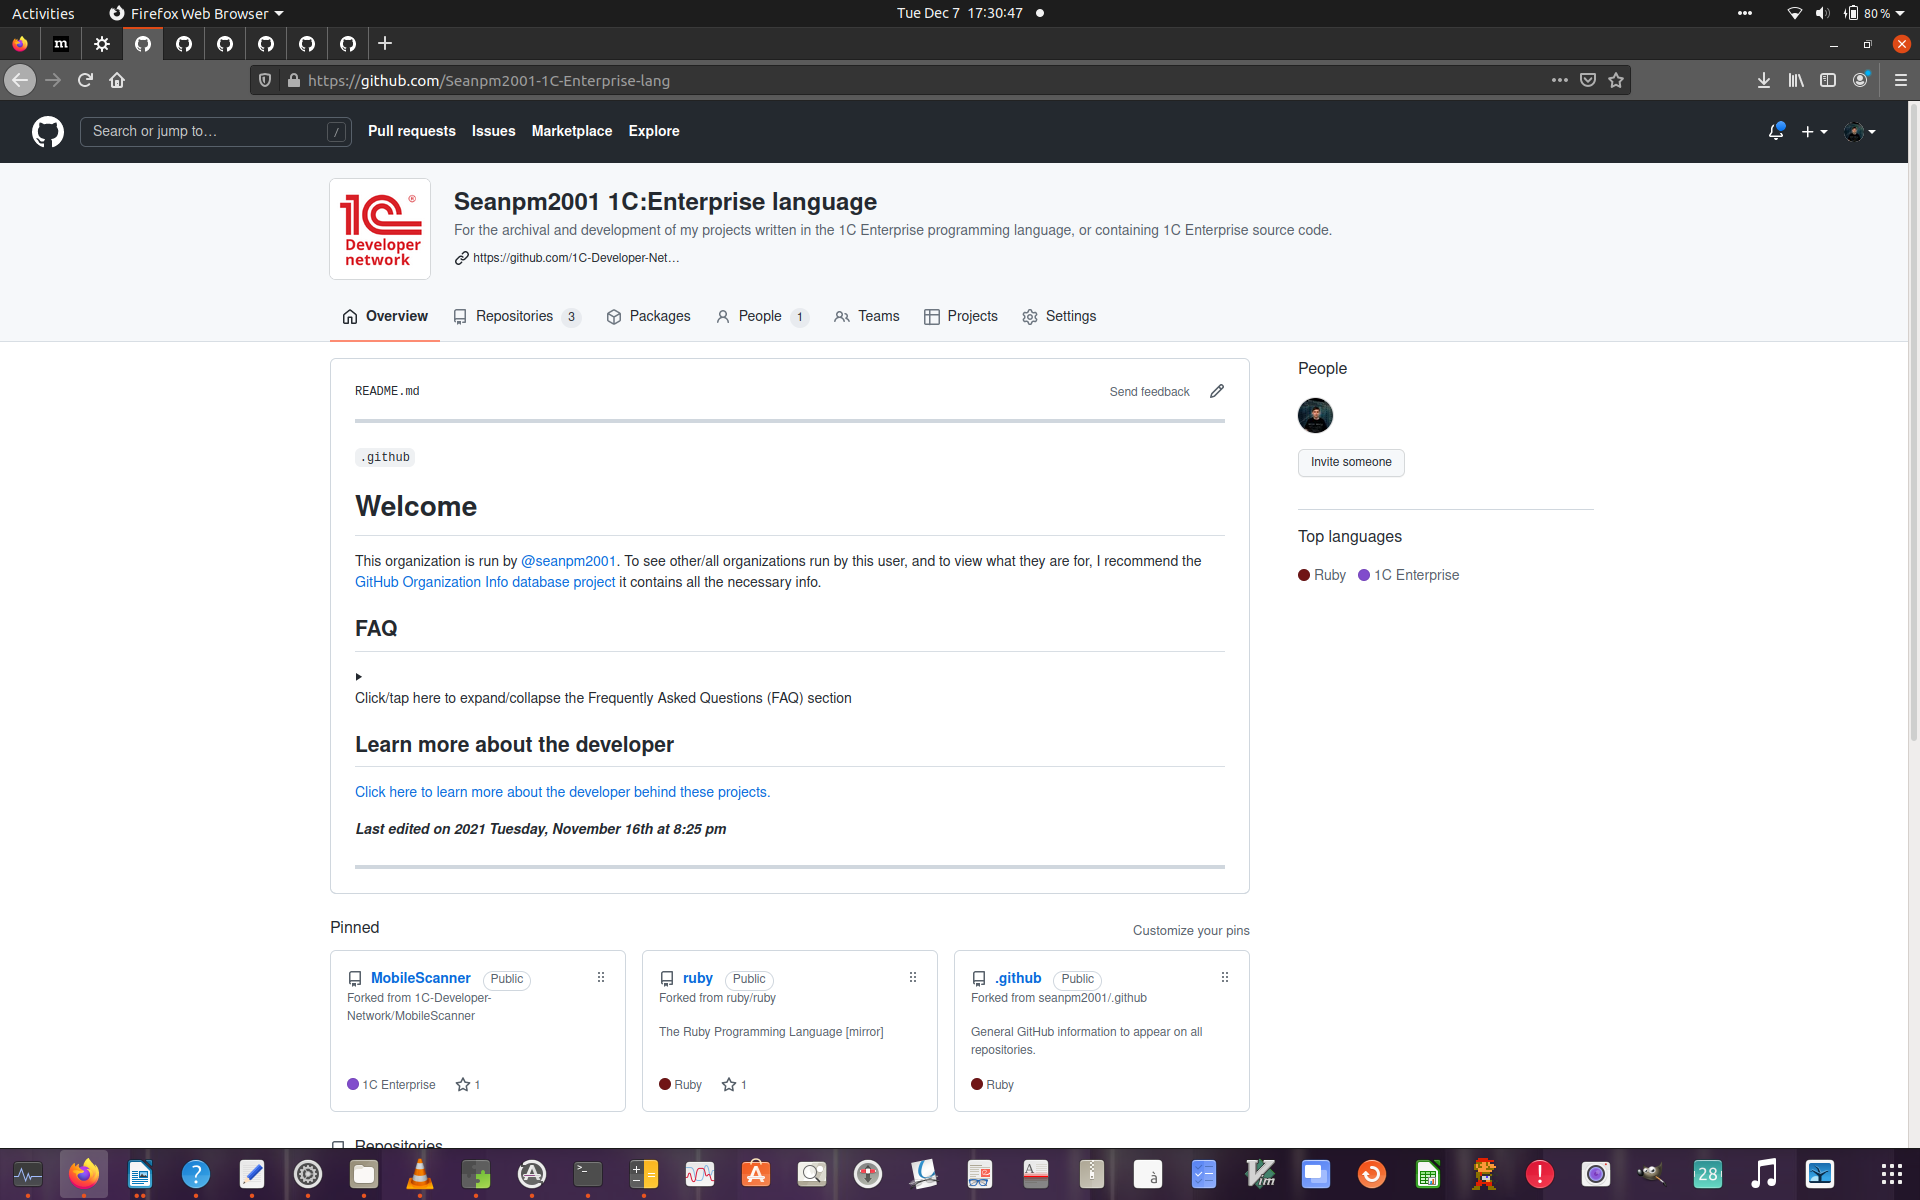 Activities
Firefox Web Browser
Tue Dec 7 17:30:47
80 %
m
https://github.com/Seanpm2001-1C-Enterprise-lang
Search or jump to…
/
Pull requests
Issues
Marketplace
Explore
1C ®
Developer
network
Seanpm2001 1C:Enterprise language
For the archival and development of my projects written in the 1C Enterprise programming language, or containing 1C Enterprise source code.
https://github.com/1C-Developer-Net…
Overview
Repositories 3
Packages
People 1
Teams
Projects
Settings
README.md
Send feedback
.github
Welcome
This organization is run by @seanpm2001. To see other/all organizations run by this user, and to view what they are for, I recommend the
GitHub Organization Info database project it contains all the necessary info.
FAQ
Click/tap here to expand/collapse the Frequently Asked Questions (FAQ) section
Learn more about the developer
Click here to learn more about the developer behind these projects.
Last edited on 2021 Tuesday, November 16th at 8:25 pm
People
Invite someone
Top languages
Ruby
1C Enterprise
Pinned
Customize your pins
MobileScanner Public
Forked from 1C-Developer-
Network/MobileScanner
1C Enterprise
1
ruby Public
Forked from ruby/ruby
The Ruby Programming Language [mirror]
Ruby
1
.github Public
Forked from seanpm2001/.github
General GitHub information to appear on all
repositories.
Ruby
Repositories
28